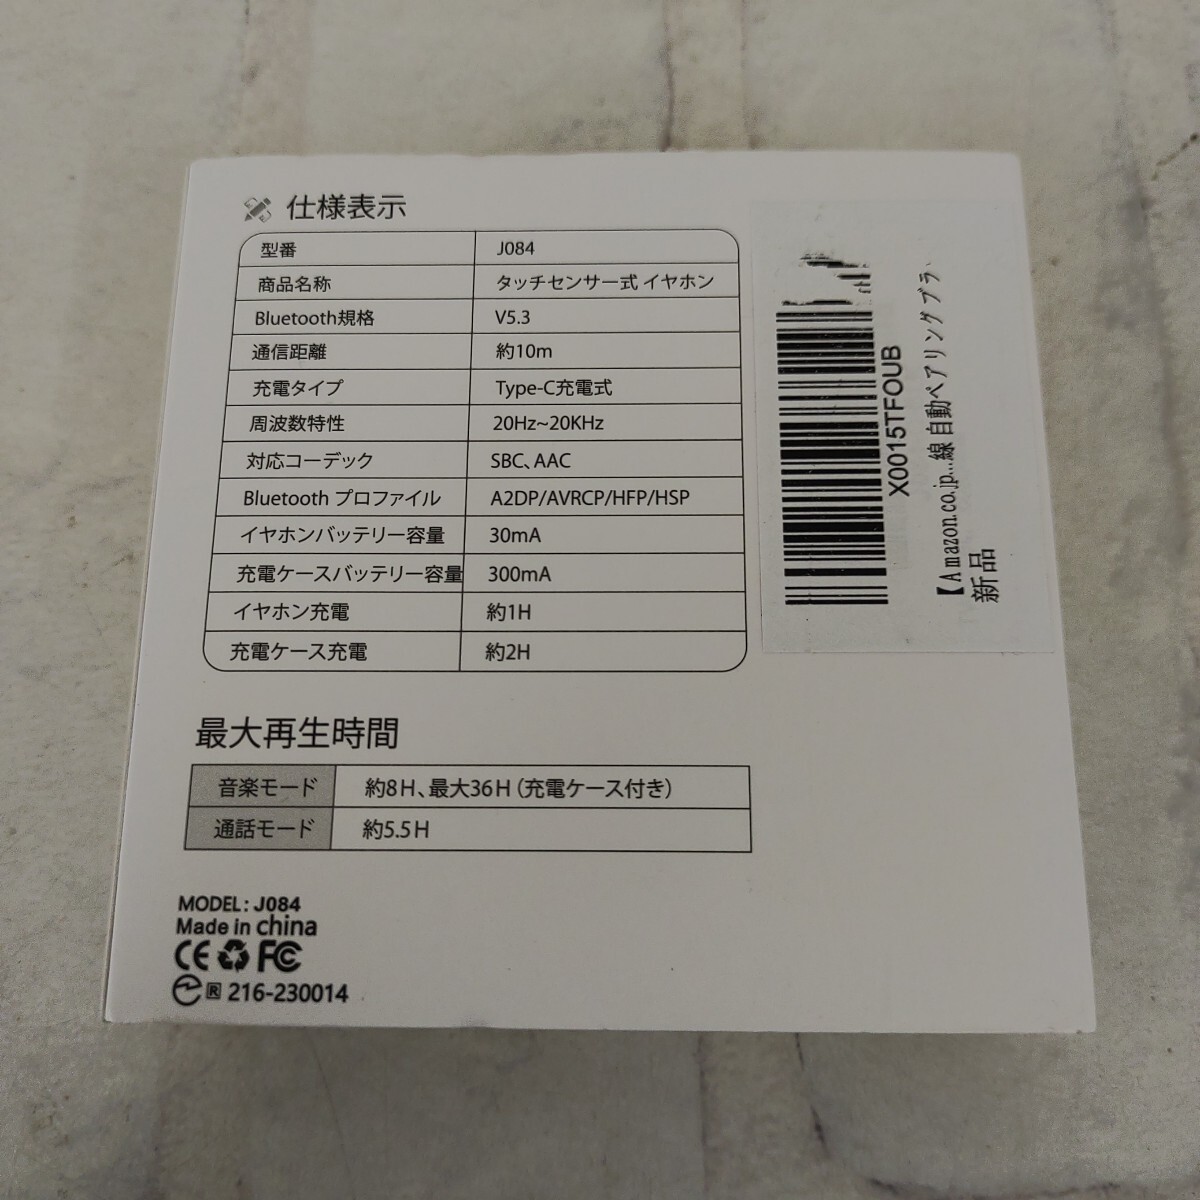 仕様表示
型番 J084
商品名称 タッチセンサー式 イヤホン
Bluetooth規格 V5.3
通信距離 約10m
充電タイプ Type-C充電式
周波数特性 20Hz~20KHz
対応コーデック SBC、AAC
Bluetooth プロファイル A2DP/AVRCP/HFP/HSP
イヤホンバッテリー容量 30mA
充電ケースバッテリー容量 300mA
イヤホン充電 約1H
充電ケース充電 約2H
最大再生時間
音楽モード 約8H、最大36H(充電ケース付き)
通話モード 約5.5H
MODEL: J084
Made in china
CE FC
R 216-230014
X0015TFOUB
【Amazon.co.jp...線 自動ペアリング ブラ
新品